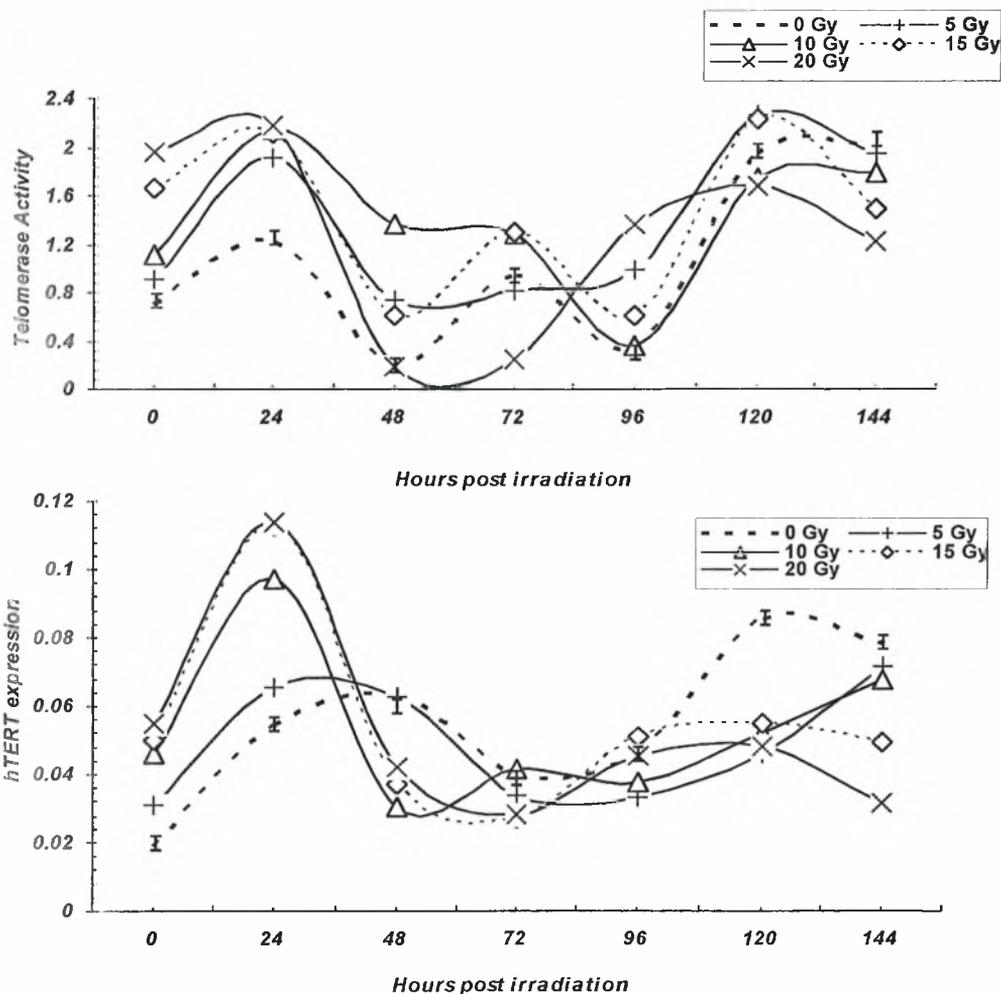 0 Gy 5 Gy
10 Gy 15 Gy
20 Gy
Telomerase Activity
2.4
2
1.6
1.2
0.8
0.4
0
0 24 48 72 96 120 144
Hours post irradiation
hTERT expression
0.12
0.1
0.08
0.06
0.04
0.02
0
0 Gy 5 Gy
10 Gy 15 Gy
20 Gy
0 24 48 72 96 120 144
Hours post irradiation